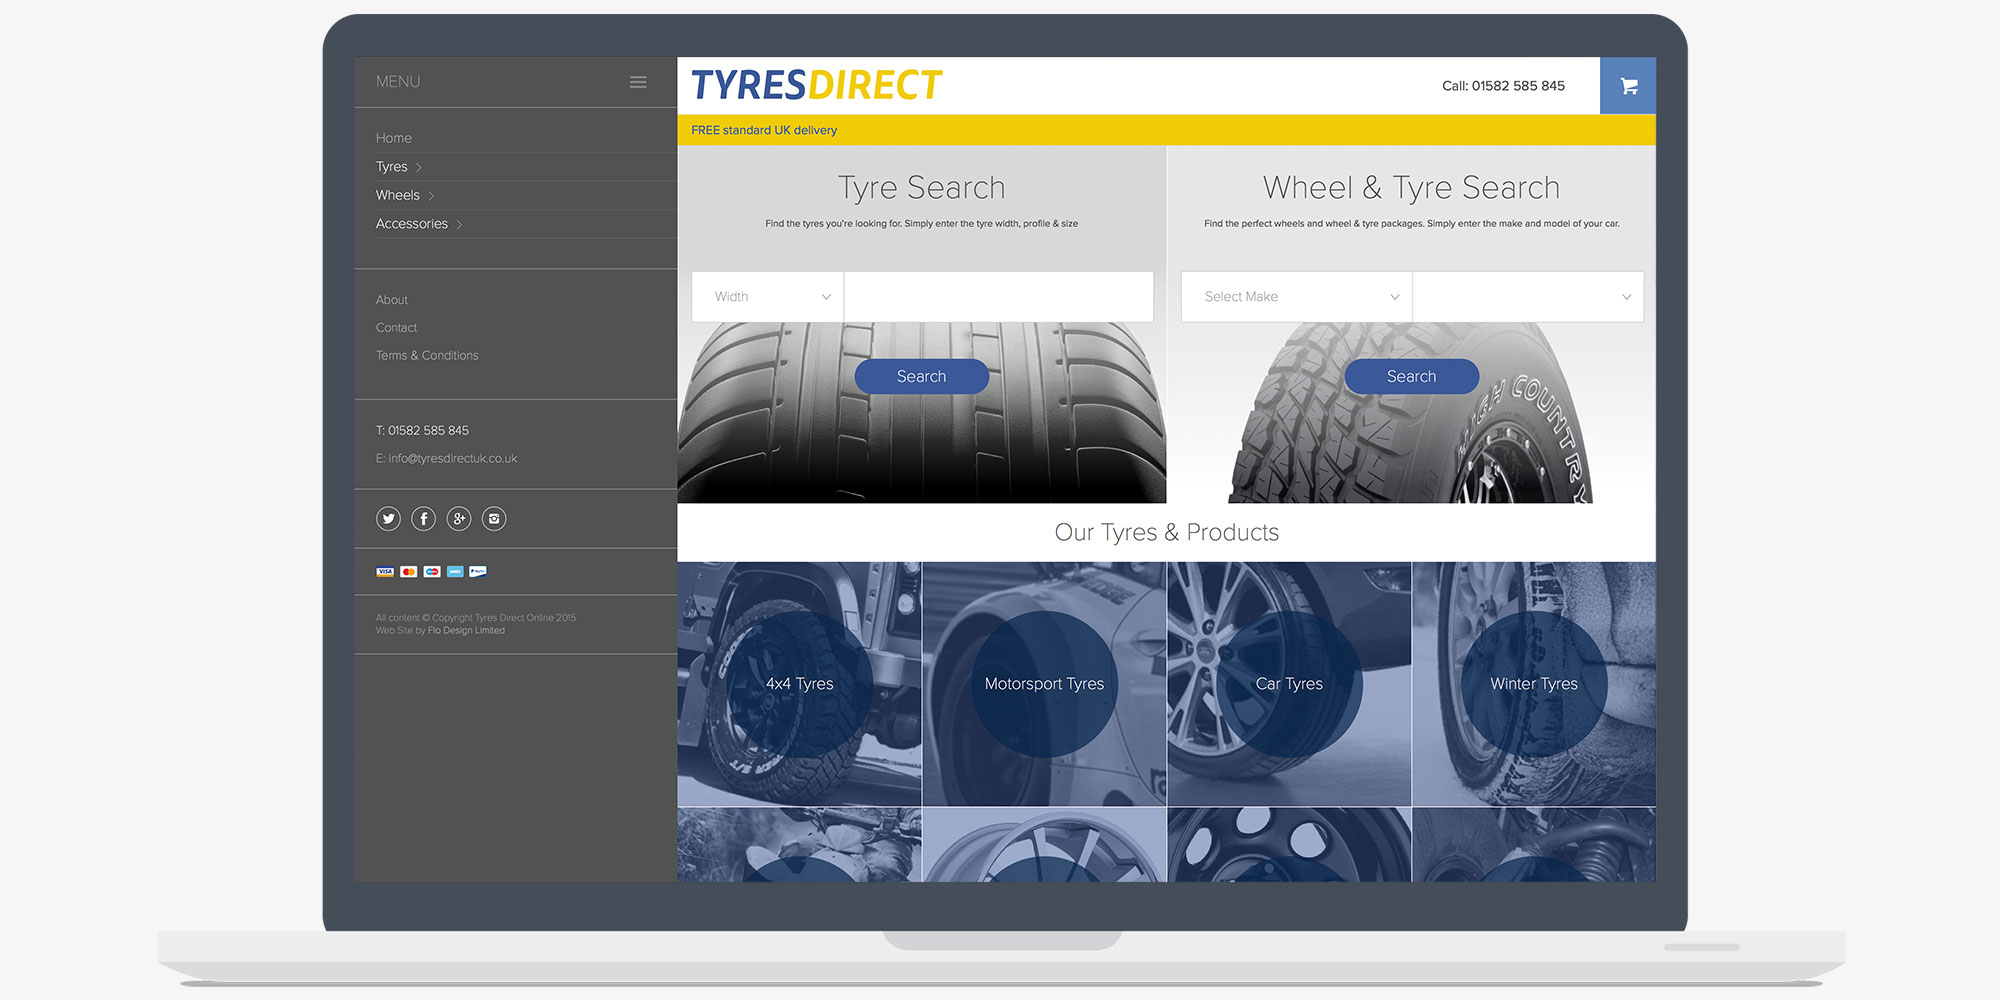 MENU
Home
Tyres
Wheels
Accessories
About
Contact
Terms & Conditions
T: 01582 585 845
E: info@tyresdirectuk.co.uk
VISA
All content © Copyright Tyres Direct Online 2015
Web Site by Flo Design Limited
TYRESDIRECT
Call: 01582 585 845
FREE standard UK delivery
Tyre Search
Find the tyres you're looking for. Simply enter the tyre width, profile & size
Width
Search
Wheel & Tyre Search
Find the perfect wheels and wheel & tyre packages. Simply enter the make and model of your car.
Select Make
Search
HIGH COUNTRY
Our Tyres & Products
4x4 Tyres
Motorsport Tyres
Car Tyres
Winter Tyres